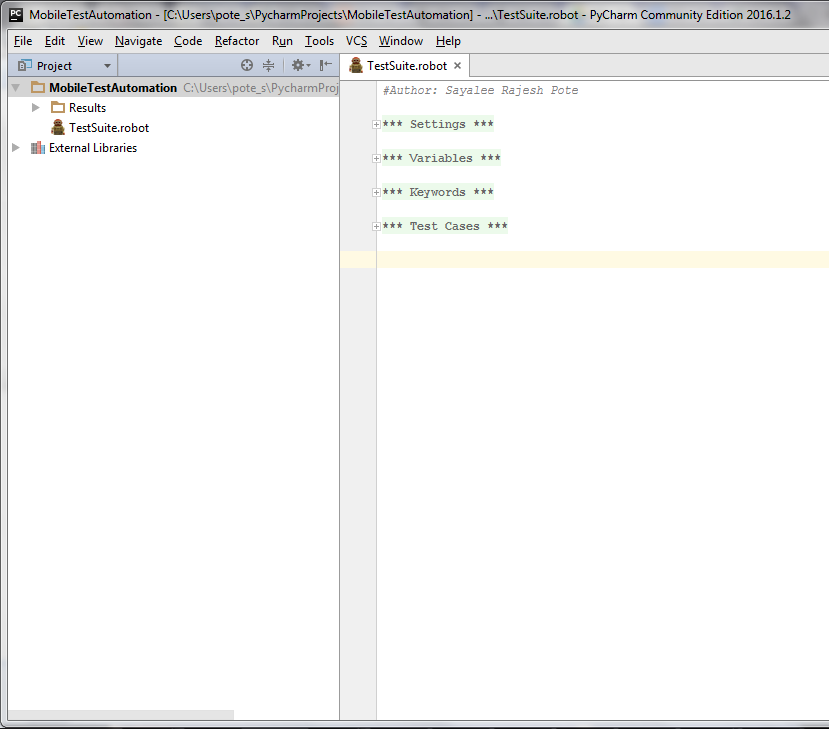 PC MobileTestAutomation - [C:\Users\pote_s\PycharmProjects\MobileTestAutomation] - ...\TestSuite.robot - PyCharm Community Edition 2016.1.2
File Edit View Navigate Code Refactor Run Tools VCS Window Help
Project
TestSuite.robot
MobileTestAutomation C:\Users\pote_s\PycharmProj
Results
TestSuite.robot
External Libraries
#Author: Sayalee Rajesh Pote
*** Settings ***
*** Variables ***
*** Keywords ***
*** Test Cases ***